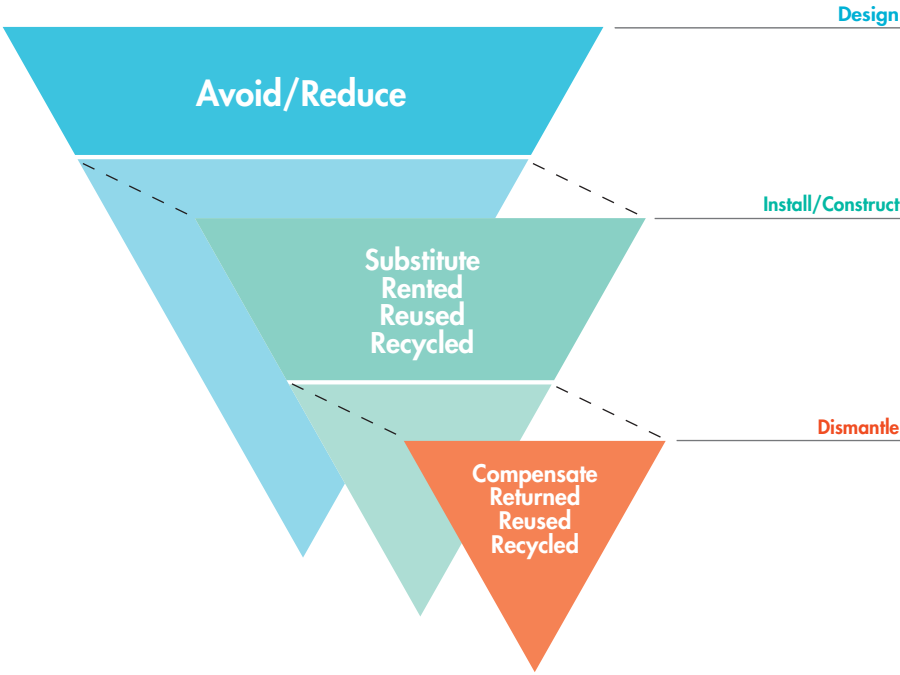 Design
Avoid/Reduce
Install/Construct
Substitute
Rented
Reused
Recycled
Dismantle
Compensate
Returned
Reused
Recycled